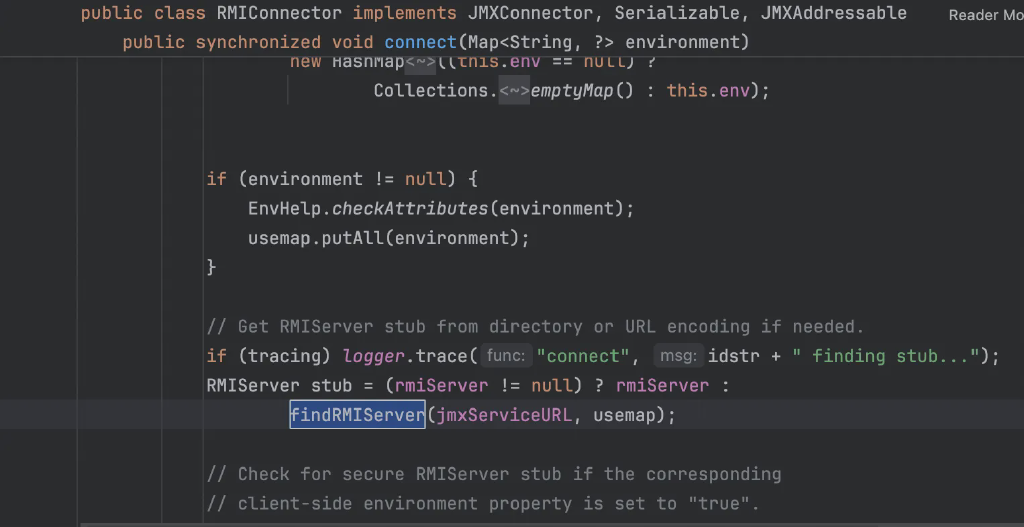 public class RMIConnector implements JMXConnector, Serializable, JMXAddressable Reader Mo
public synchronized void connect(Map<String, ?> environment)
new HashMap<~>((this.env == null) ?
Collections.<~>emptyMap() : this.env);
if (environment != null) {
EnvHelp.checkAttributes(environment);
usemap.putAll(environment);
}
// Get RMIServer stub from directory or URL encoding if needed.
if (tracing) logger.trace( func: "connect", msg: idstr + " finding stub...");
RMIServer stub = (rmiServer != null) ? rmiServer :
findRMIServer(jmxServiceURL, usemap);
// Check for secure RMIServer stub if the corresponding
// client-side environment property is set to "true".